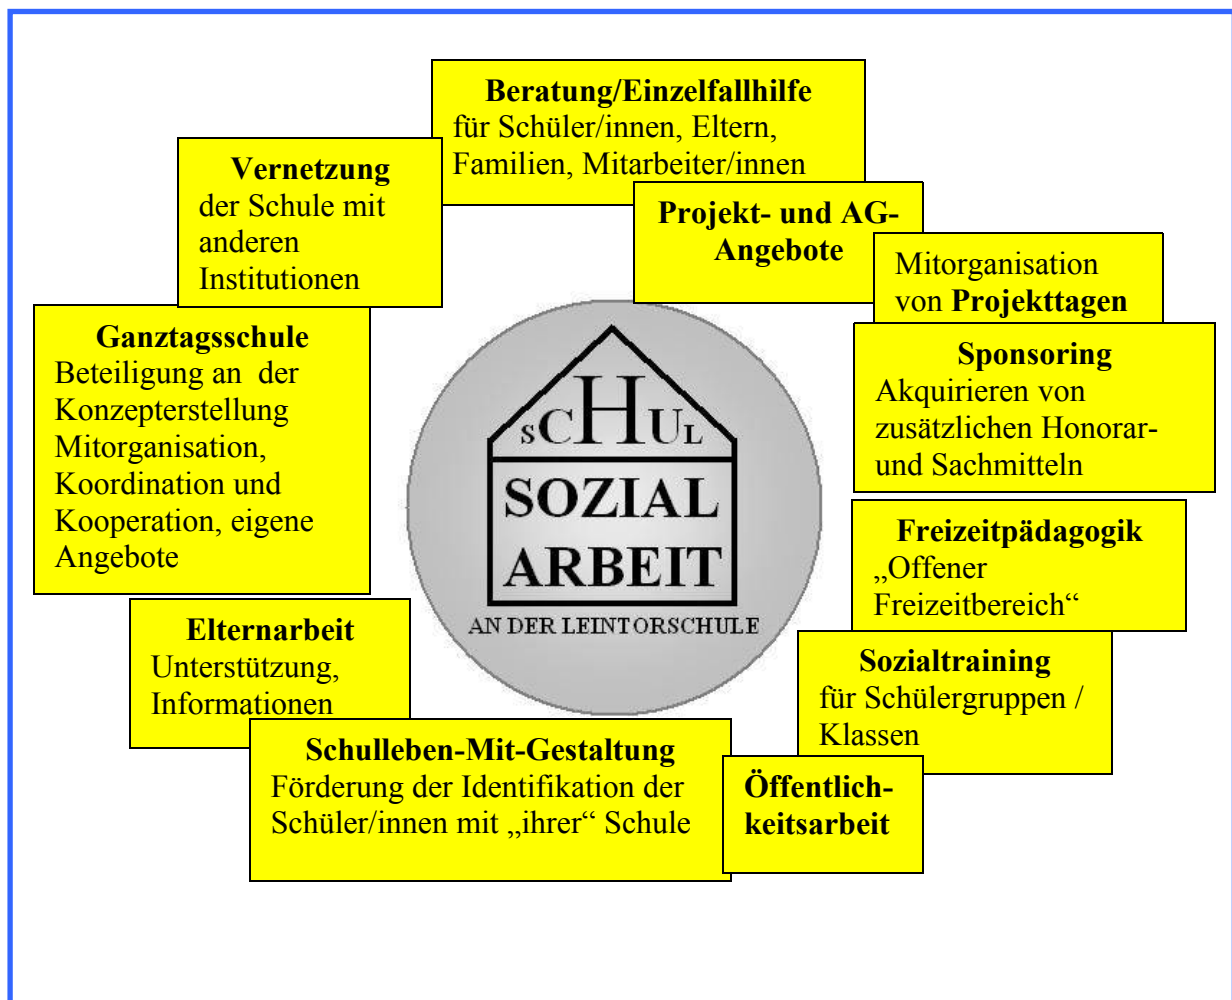 Beratung/Einzelfallhilfe
für Schüler/innen, Eltern,
Familien, Mitarbeiter/innen
Projekt- und AG-
Angebote
Mitorganisation
von Projekttagen
Sponsoring
Akquirieren von
zusätzlichen Honorar-
und Sachmitteln
Freizeitpädagogik
„Offener
Freizeitbereich“
Sozialtraining
für Schülergruppen /
Klassen
Öffentlich-
keitsarbeit
Schulleben-Mit-Gestaltung
Förderung der Identifikation der
Schüler/innen mit „ihrer“ Schule
Elternarbeit
Unterstützung,
Informationen
Ganztagsschule
Beteiligung an der
Konzepterstellung
Mitorganisation,
Koordination und
Kooperation, eigene
Angebote
Vernetzung
der Schule mit
anderen
Institutionen
SCHUL
SOZIAL
ARBEIT
AN DER LEINTORSCHULE